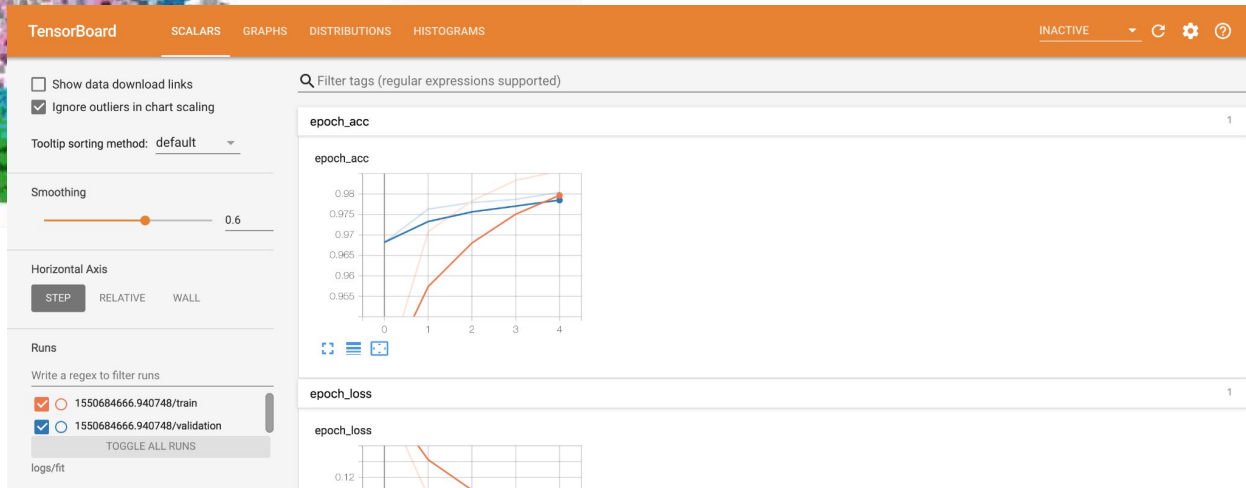 TensorBoard SCALARS GRAPHS DISTRIBUTIONS HISTOGRAMS INACTIVE
Show data download links
Ignore outliers in chart scaling
Tooltip sorting method: default
Smoothing
0.6
Horizontal Axis
STEP RELATIVE WALL
Runs
Write a regex to filter runs
1550684666.940748/train
1550684666.940748/validation
TOGGLE ALL RUNS
logs/fit
Filter tags (regular expressions supported)
epoch_acc 1
epoch_acc
0.98
0.975
0.97
0.965
0.96
0.955
0 1 2 3 4
epoch_loss 1
epoch_loss
0.12